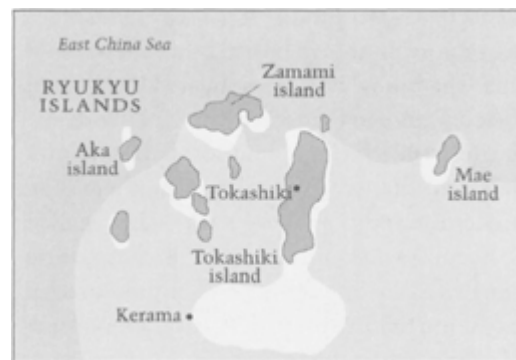 East China Sea
RYUKYU
ISLANDS
Zamami
island
Aka
island
Mae
island
Tokashiki
Tokashiki
island
Kerama